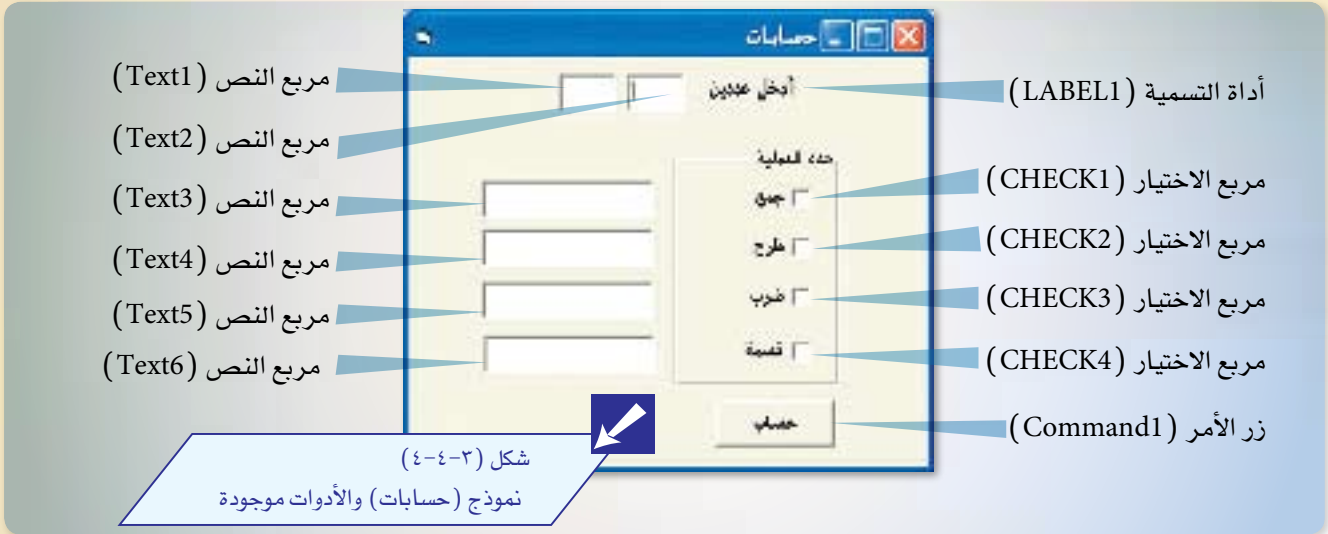 حسابات
أدخل عددين
حدد العملية
جمع
طرح
ضرب
قسمة
حساب
أداة التسمية (LABEL1)
مربع الاختيار (CHECK1)
مربع الاختيار (CHECK2)
مربع الاختيار (CHECK3)
مربع الاختيار (CHECK4)
زر الأمر (Command1)
مربع النص (Text1)
مربع النص (Text2)
مربع النص (Text3)
مربع النص (Text4)
مربع النص (Text5)
مربع النص (Text6)
شكل (٣-٤-٤)
نموذج (حسابات) والأدوات موجودة